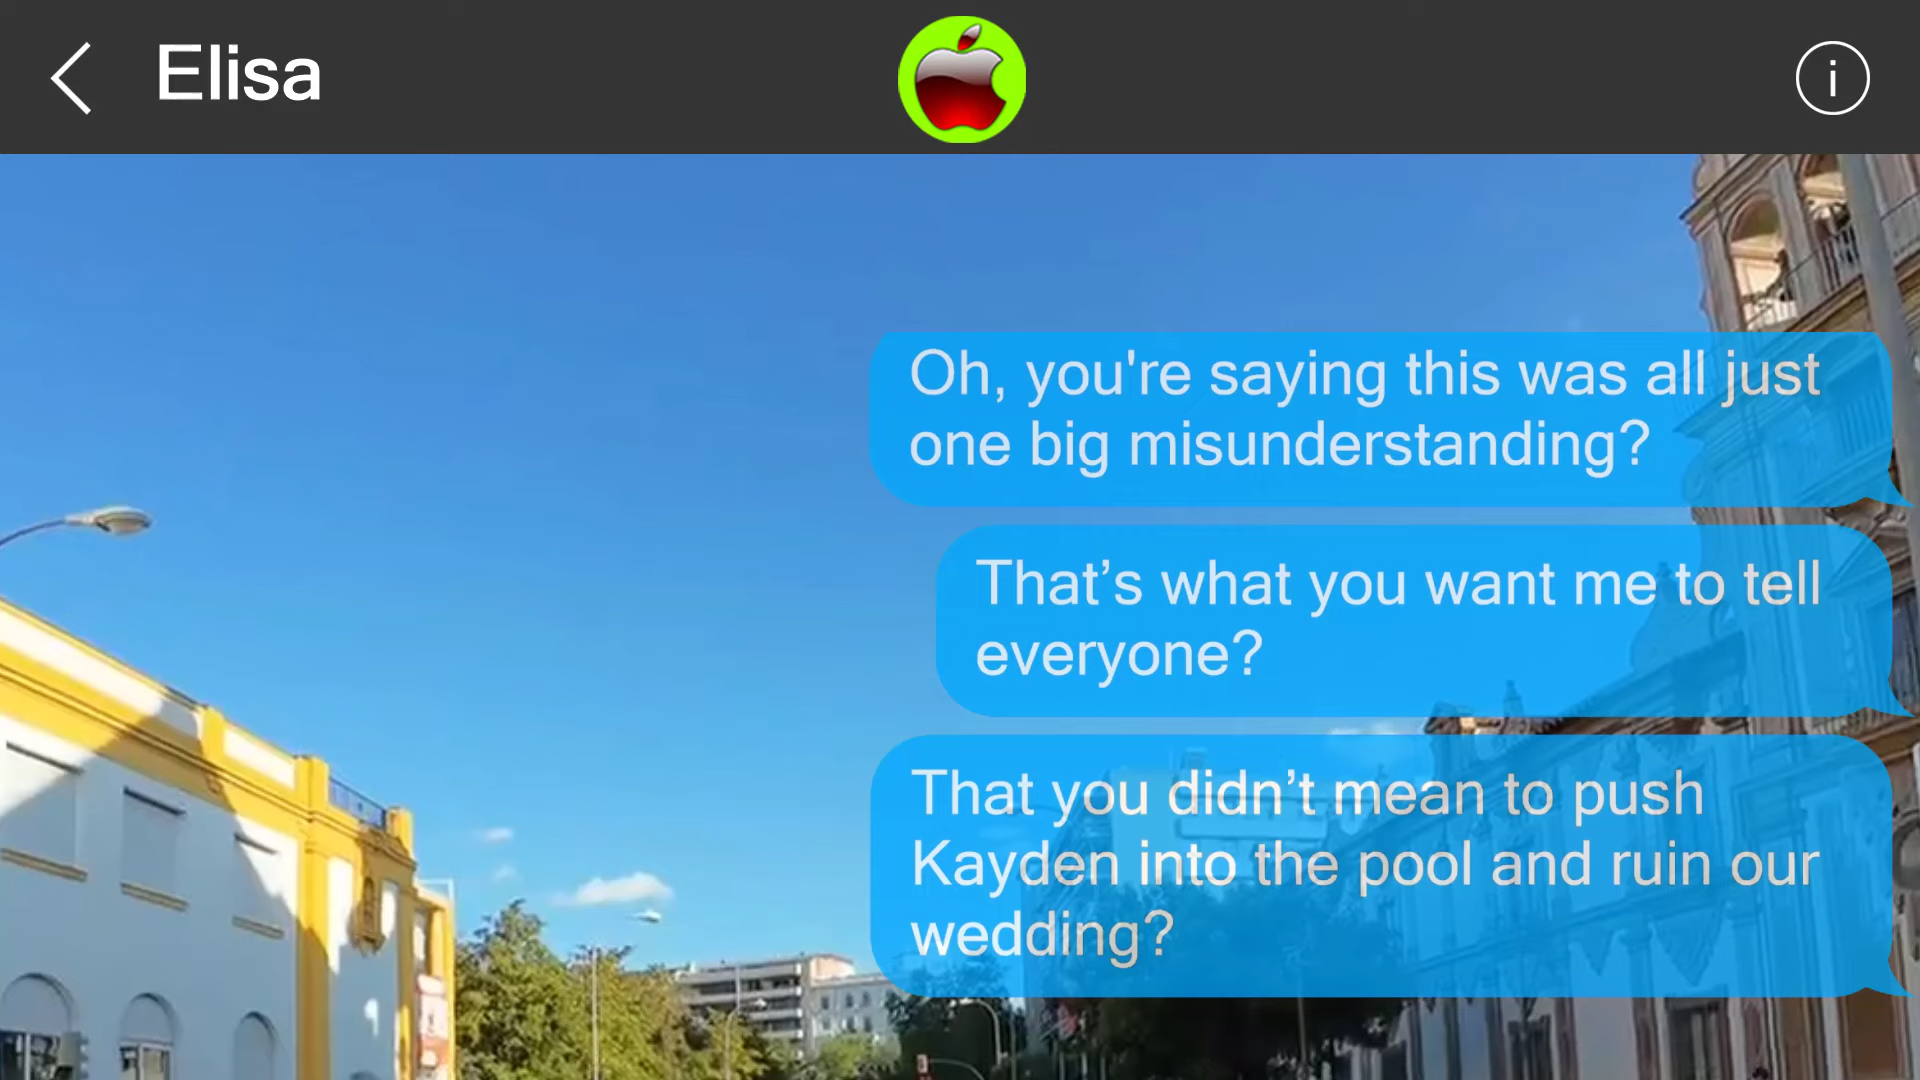 Elisa
i
Oh, you're saying this was all just
one big misunderstanding?
That’s what you want me to tell
everyone?
That you didn’t mean to push
Kayden into the pool and ruin our
wedding?